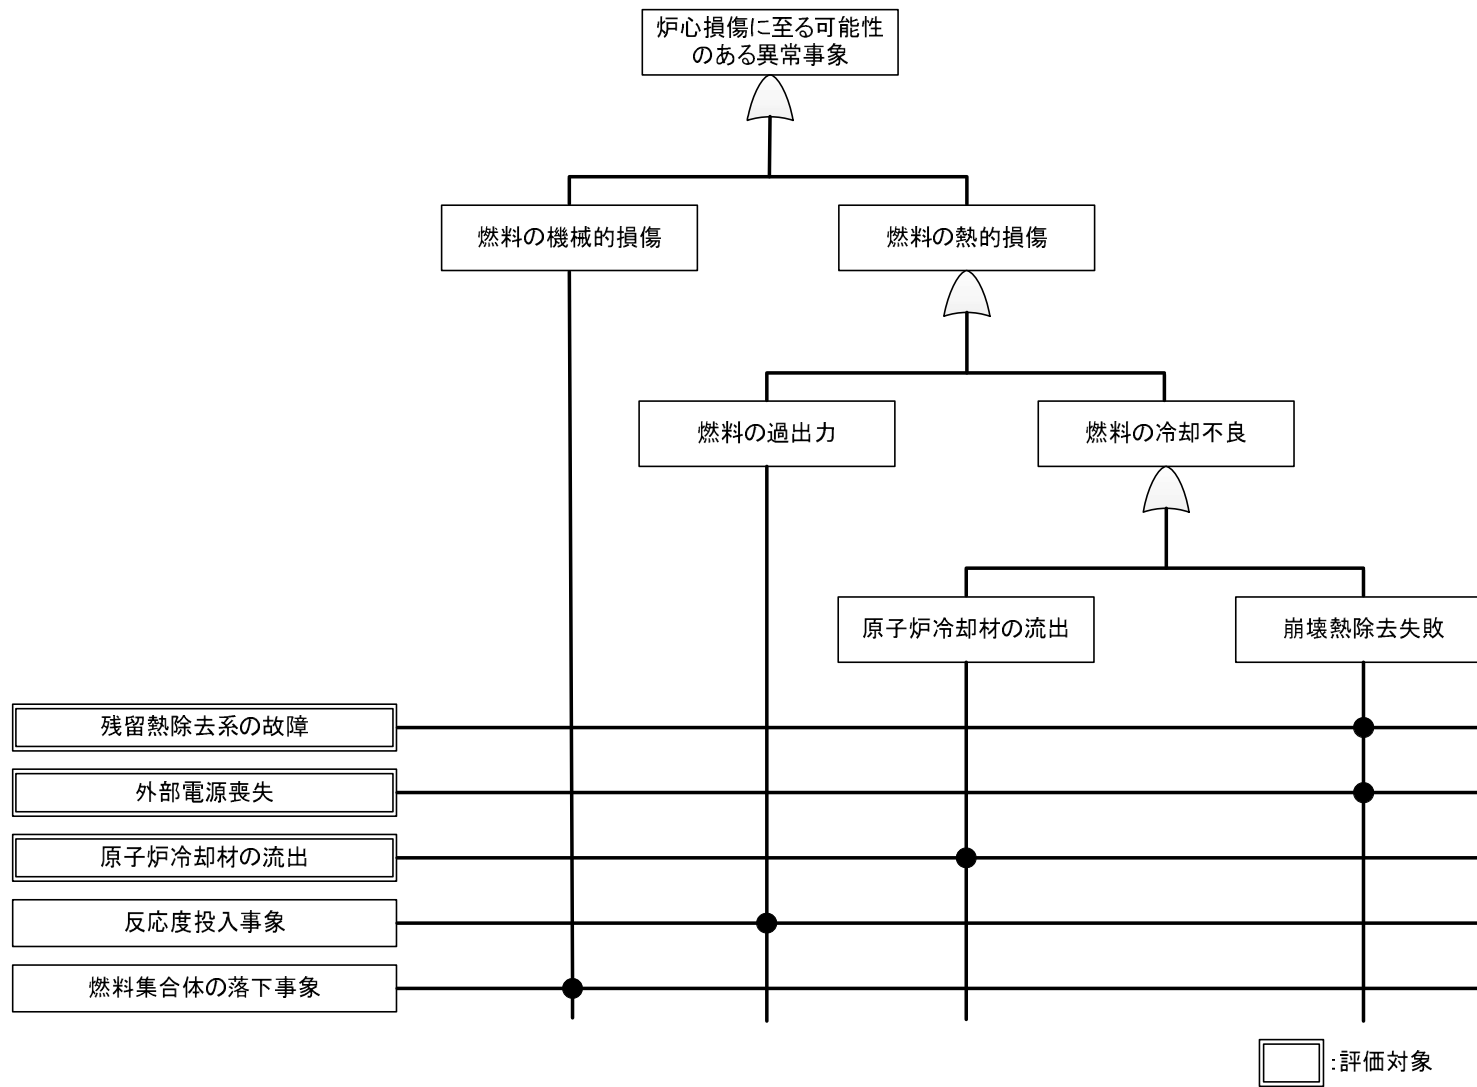 炉心損傷に至る可能性
のある異常事象
燃料の機械的損傷
燃料の熱的損傷
燃料の過出力
燃料の冷却不良
原子炉冷却材の流出
崩壊熱除去失敗
残留熱除去系の故障
外部電源喪失
原子炉冷却材の流出
反応度投入事象
燃料集合体の落下事象
:評価対象